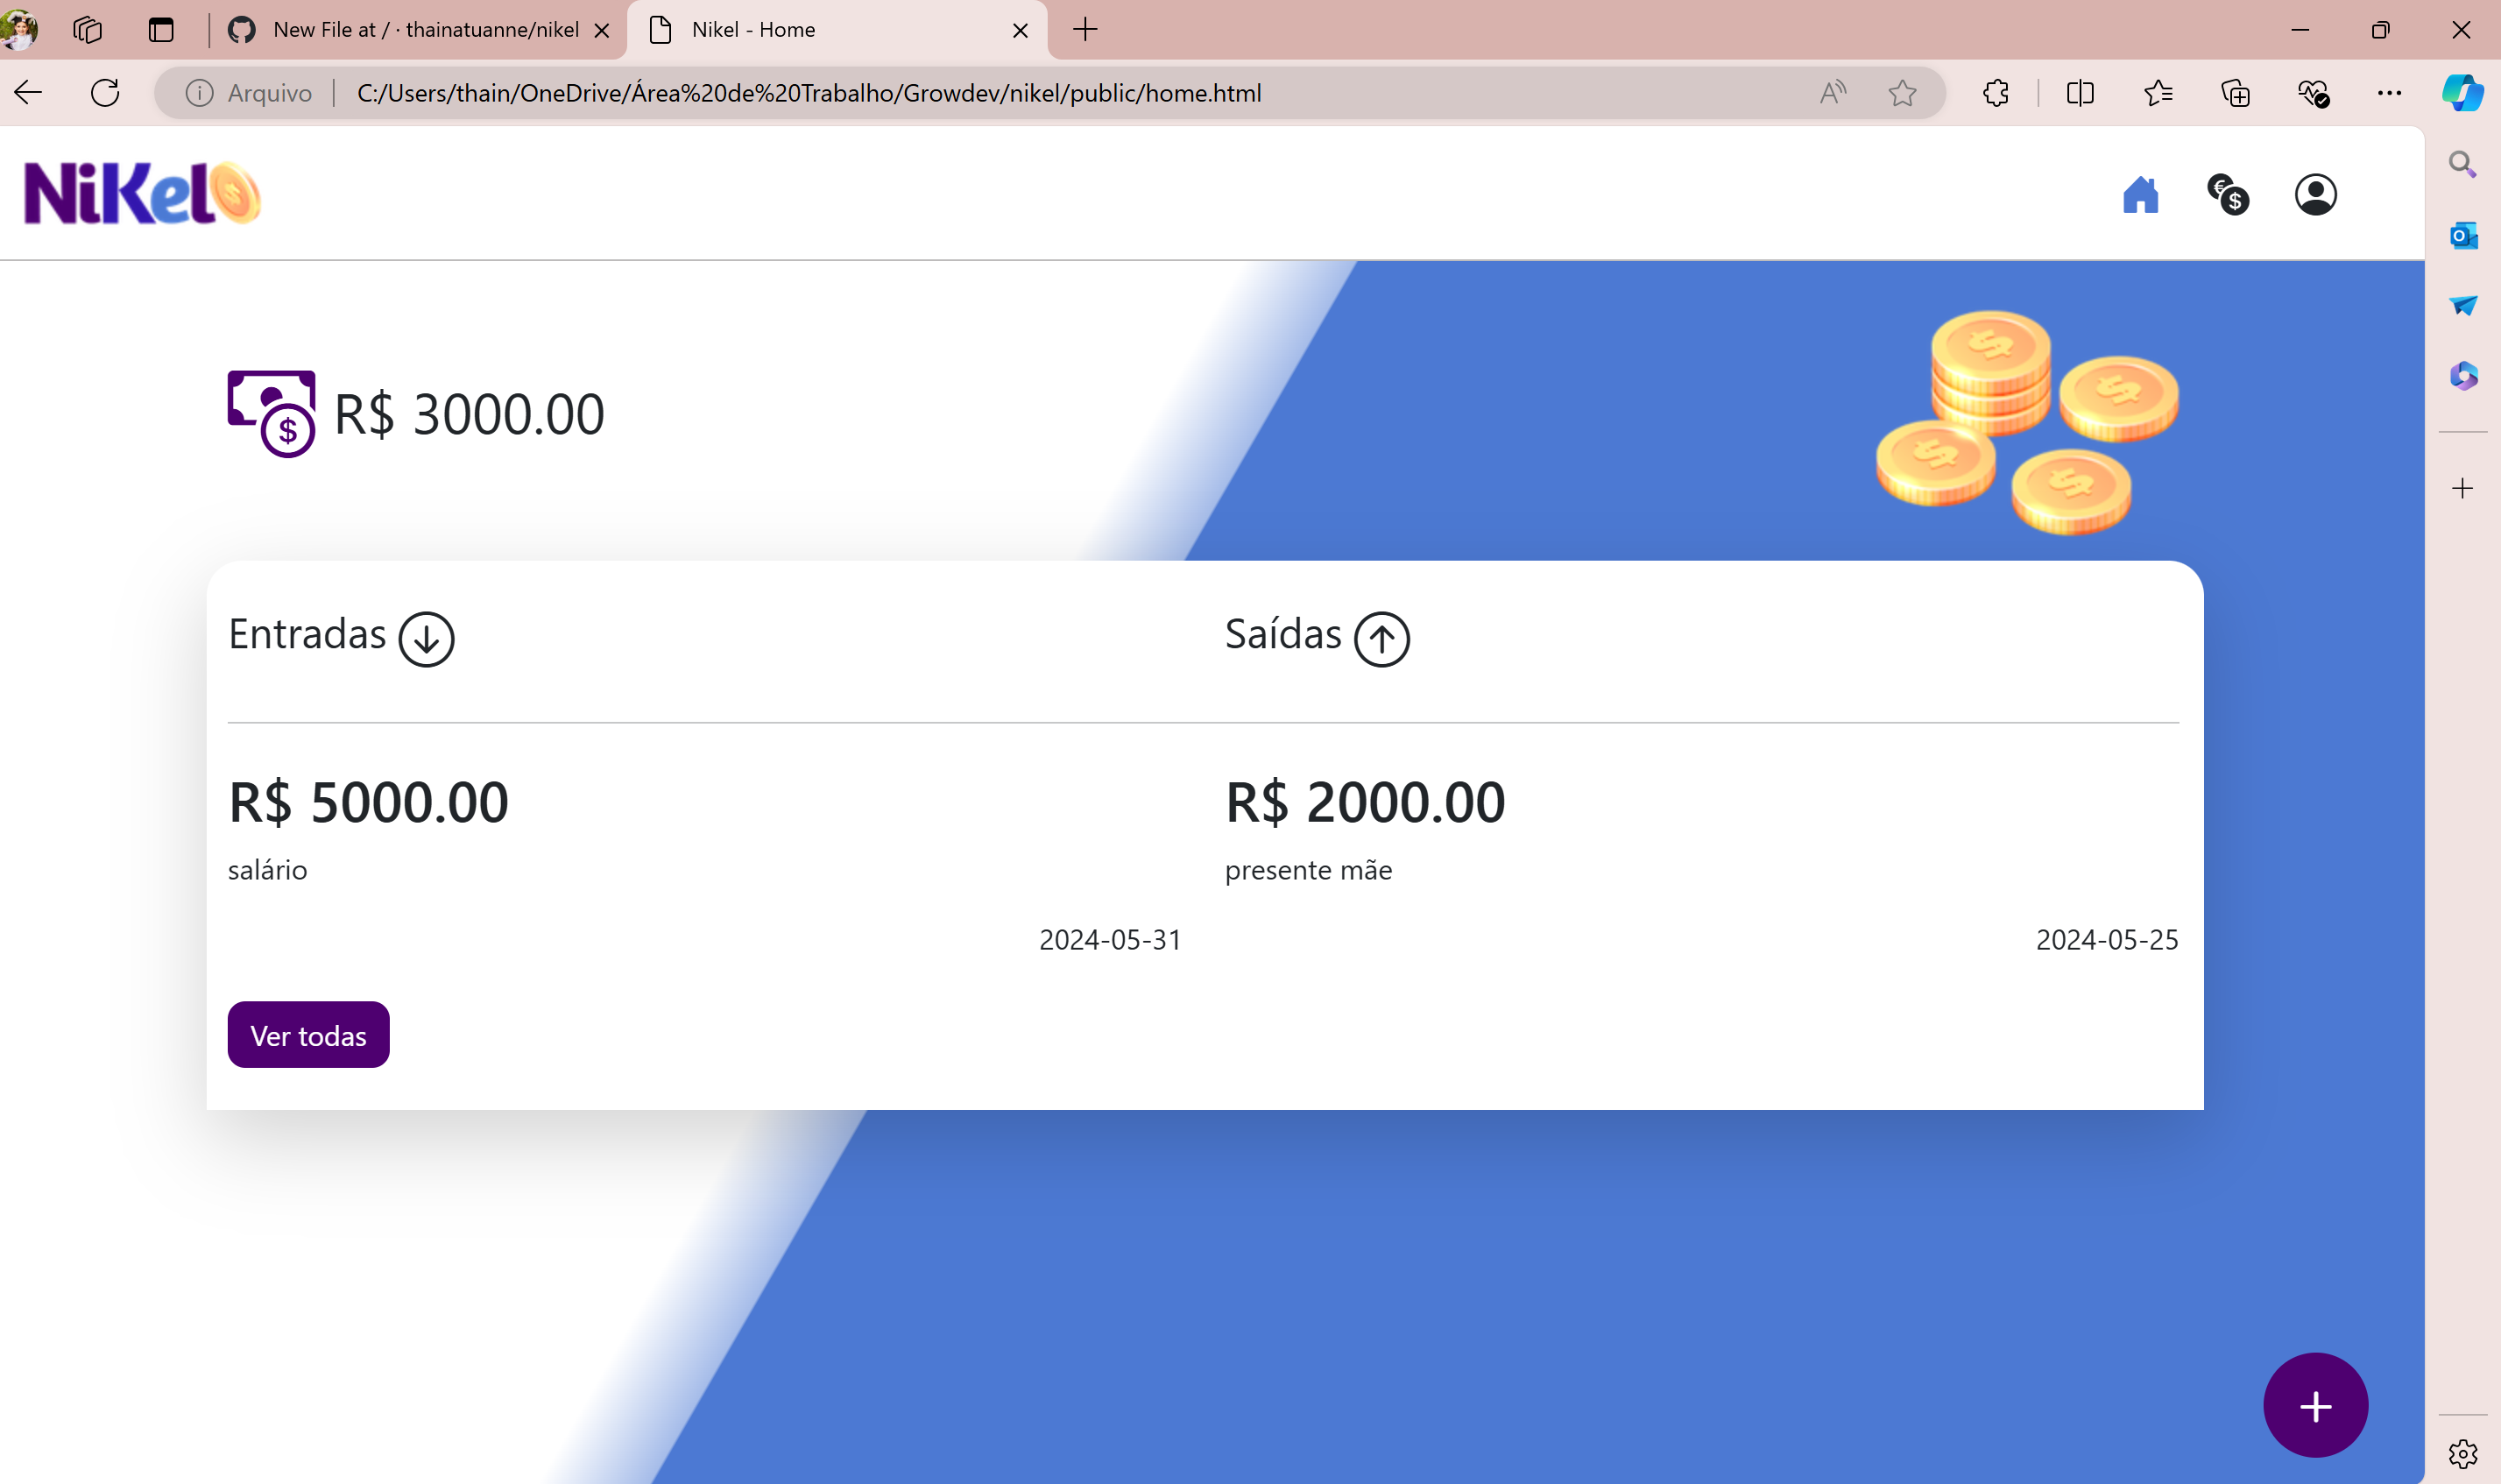 New File at / · thainatuanne/nikel
Nikel - Home
Arquivo
C:/Users/thain/OneDrive/Área%20de%20Trabalho/Growdev/nikel/public/home.html
NiKel
R$ 3000.00
Entradas
Saídas
R$ 5000.00
R$ 2000.00
salário
presente mãe
2024-05-31
2024-05-25
Ver todas